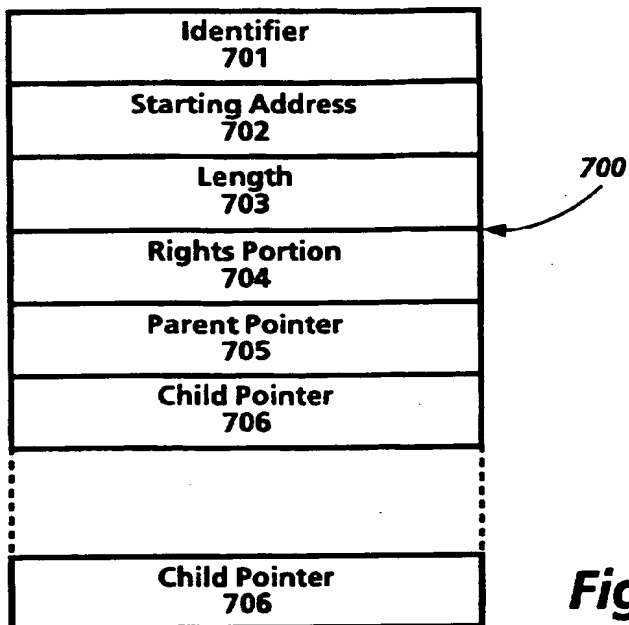 Identifier
701
Starting Address
702
Length
703
700
Rights Portion
704
Parent Pointer
705
Child Pointer
706
Child Pointer
706
Fig